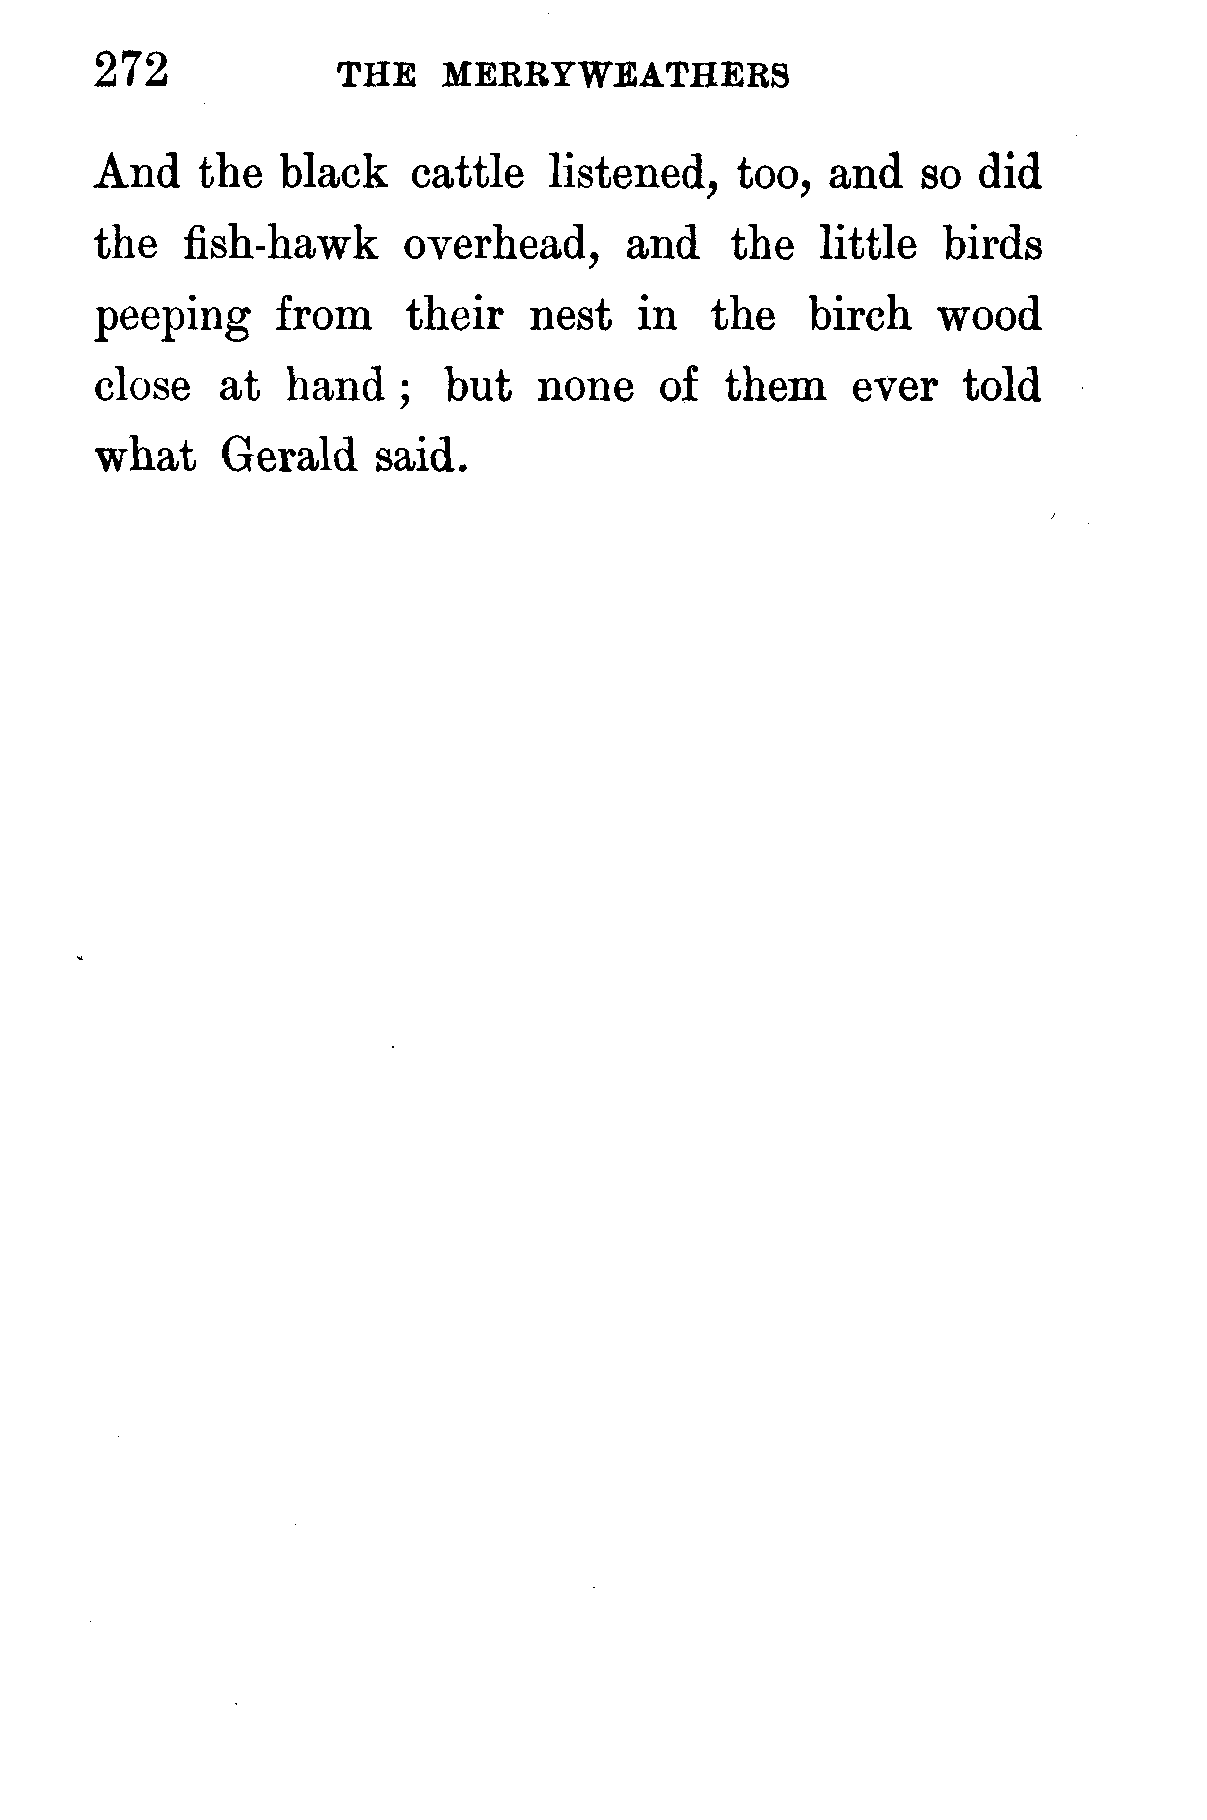 272 THE MERRYWEATHERS
And the black cattle listened, too, and so did
the fish-hawk overhead, and the little birds
peeping from their nest in the birch wood
close at hand ; but none of them ever told
what Gerald said.